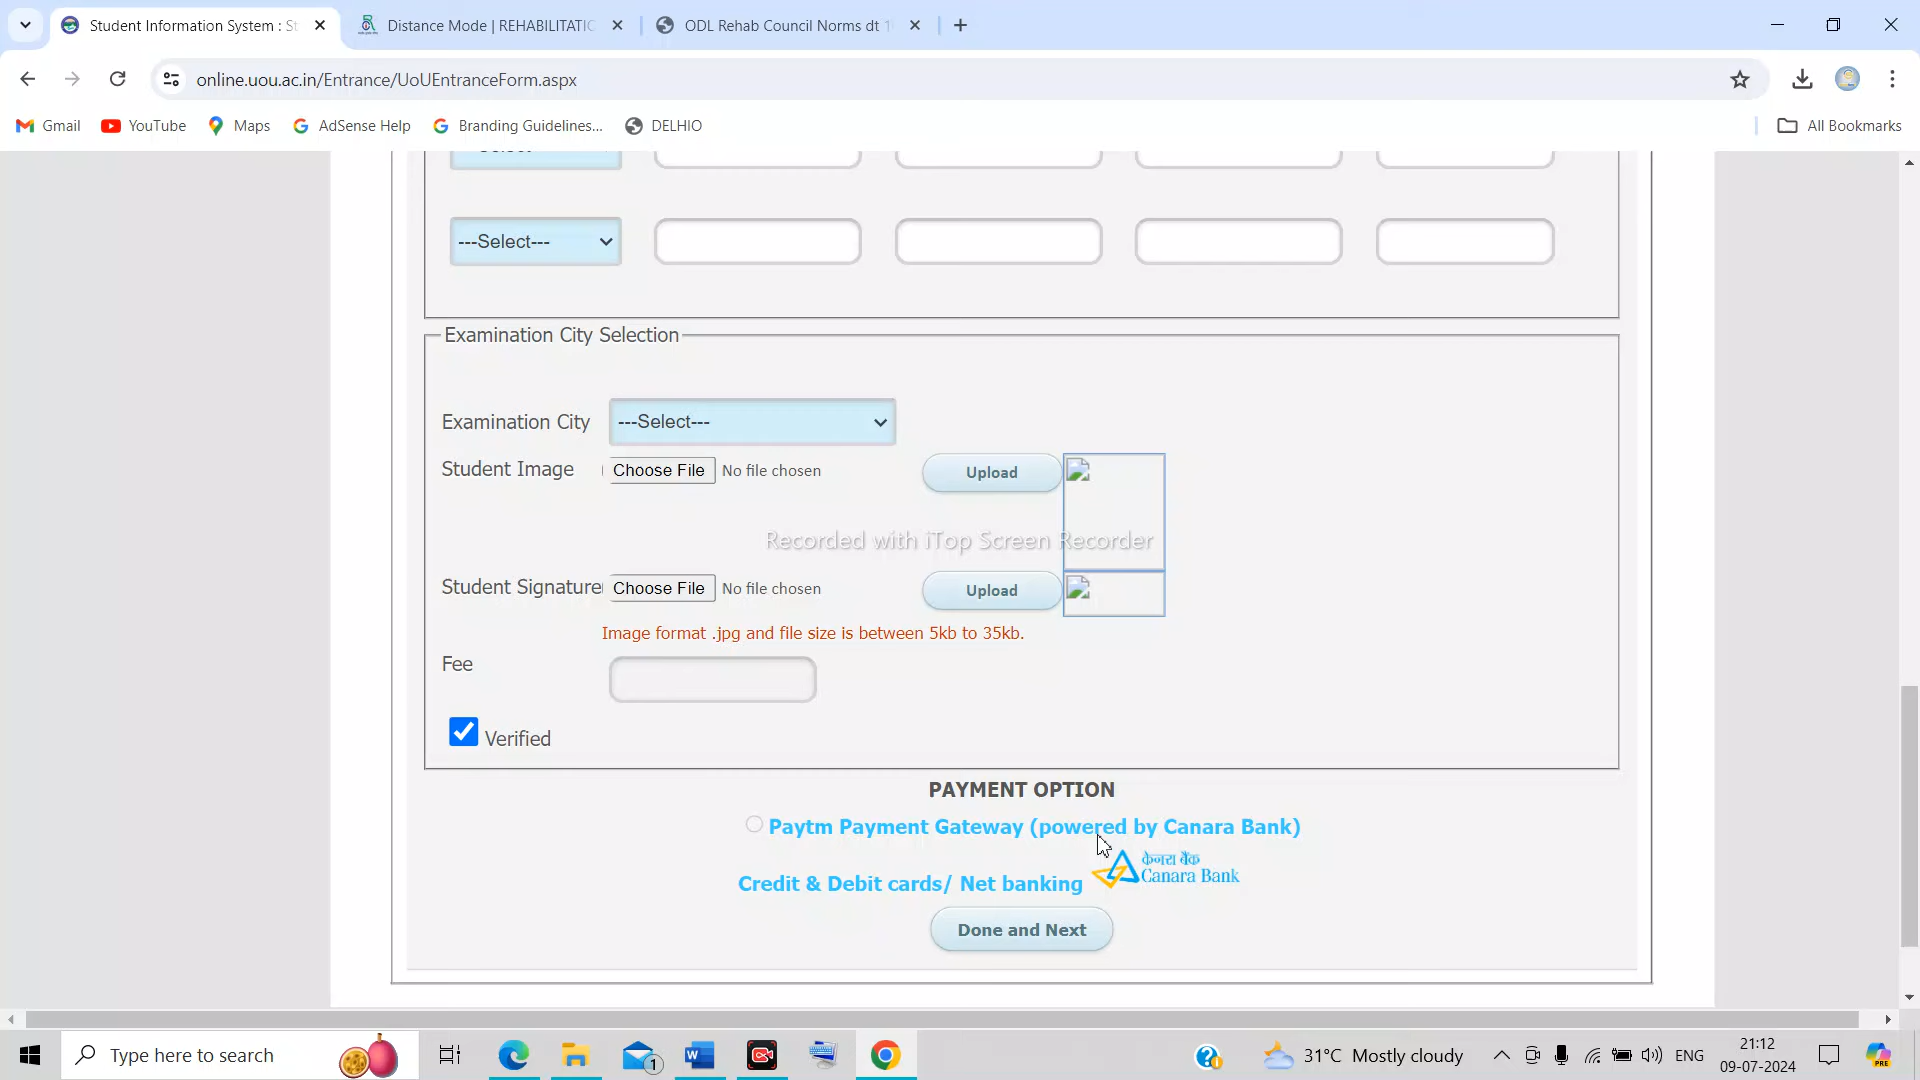 Student Information System : St
Distance Mode | REHABILITATIO
ODL Rehab Council Norms dt 1
online.uou.ac.in/Entrance/UoUEntranceForm.aspx
Gmail YouTube Maps AdSense Help Branding Guidelines... DELHIO All Bookmarks
---Select---
Examination City Selection
Examination City ---Select---
Student Image Choose File No file chosen Upload
Recorded with iTop Screen Recorder
Student Signature Choose File No file chosen Upload
Image format .jpg and file size is between 5kb to 35kb.
Fee
Verified
PAYMENT OPTION
Paytm Payment Gateway (powered by Canara Bank)
केनरा बैंक
Credit & Debit cards/ Net banking Canara Bank
Done and Next
Type here to search
1
31°C Mostly cloudy
ENG
21:12
09-07-2024
PRE